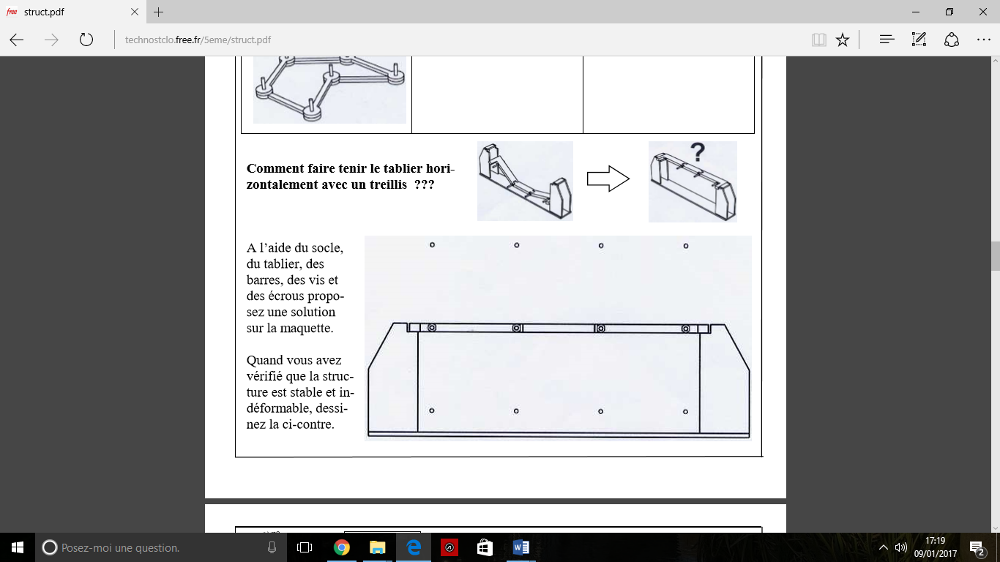 free struct.pdf
technostclo.free.fr/5eme/struct.pdf
Comment faire tenir le tablier hori-
zontalement avec un treillis ???
?
A l'aide du socle,
du tablier, des
barres, des vis et
des écrous propo-
sez une solution
sur la maquette.
Quand vous avez
vérifié que la struc-
ture est stable et in-
déformable, dessi-
nez la ci-contre.
Posez-moi une question.
17:19
09/01/2017
2